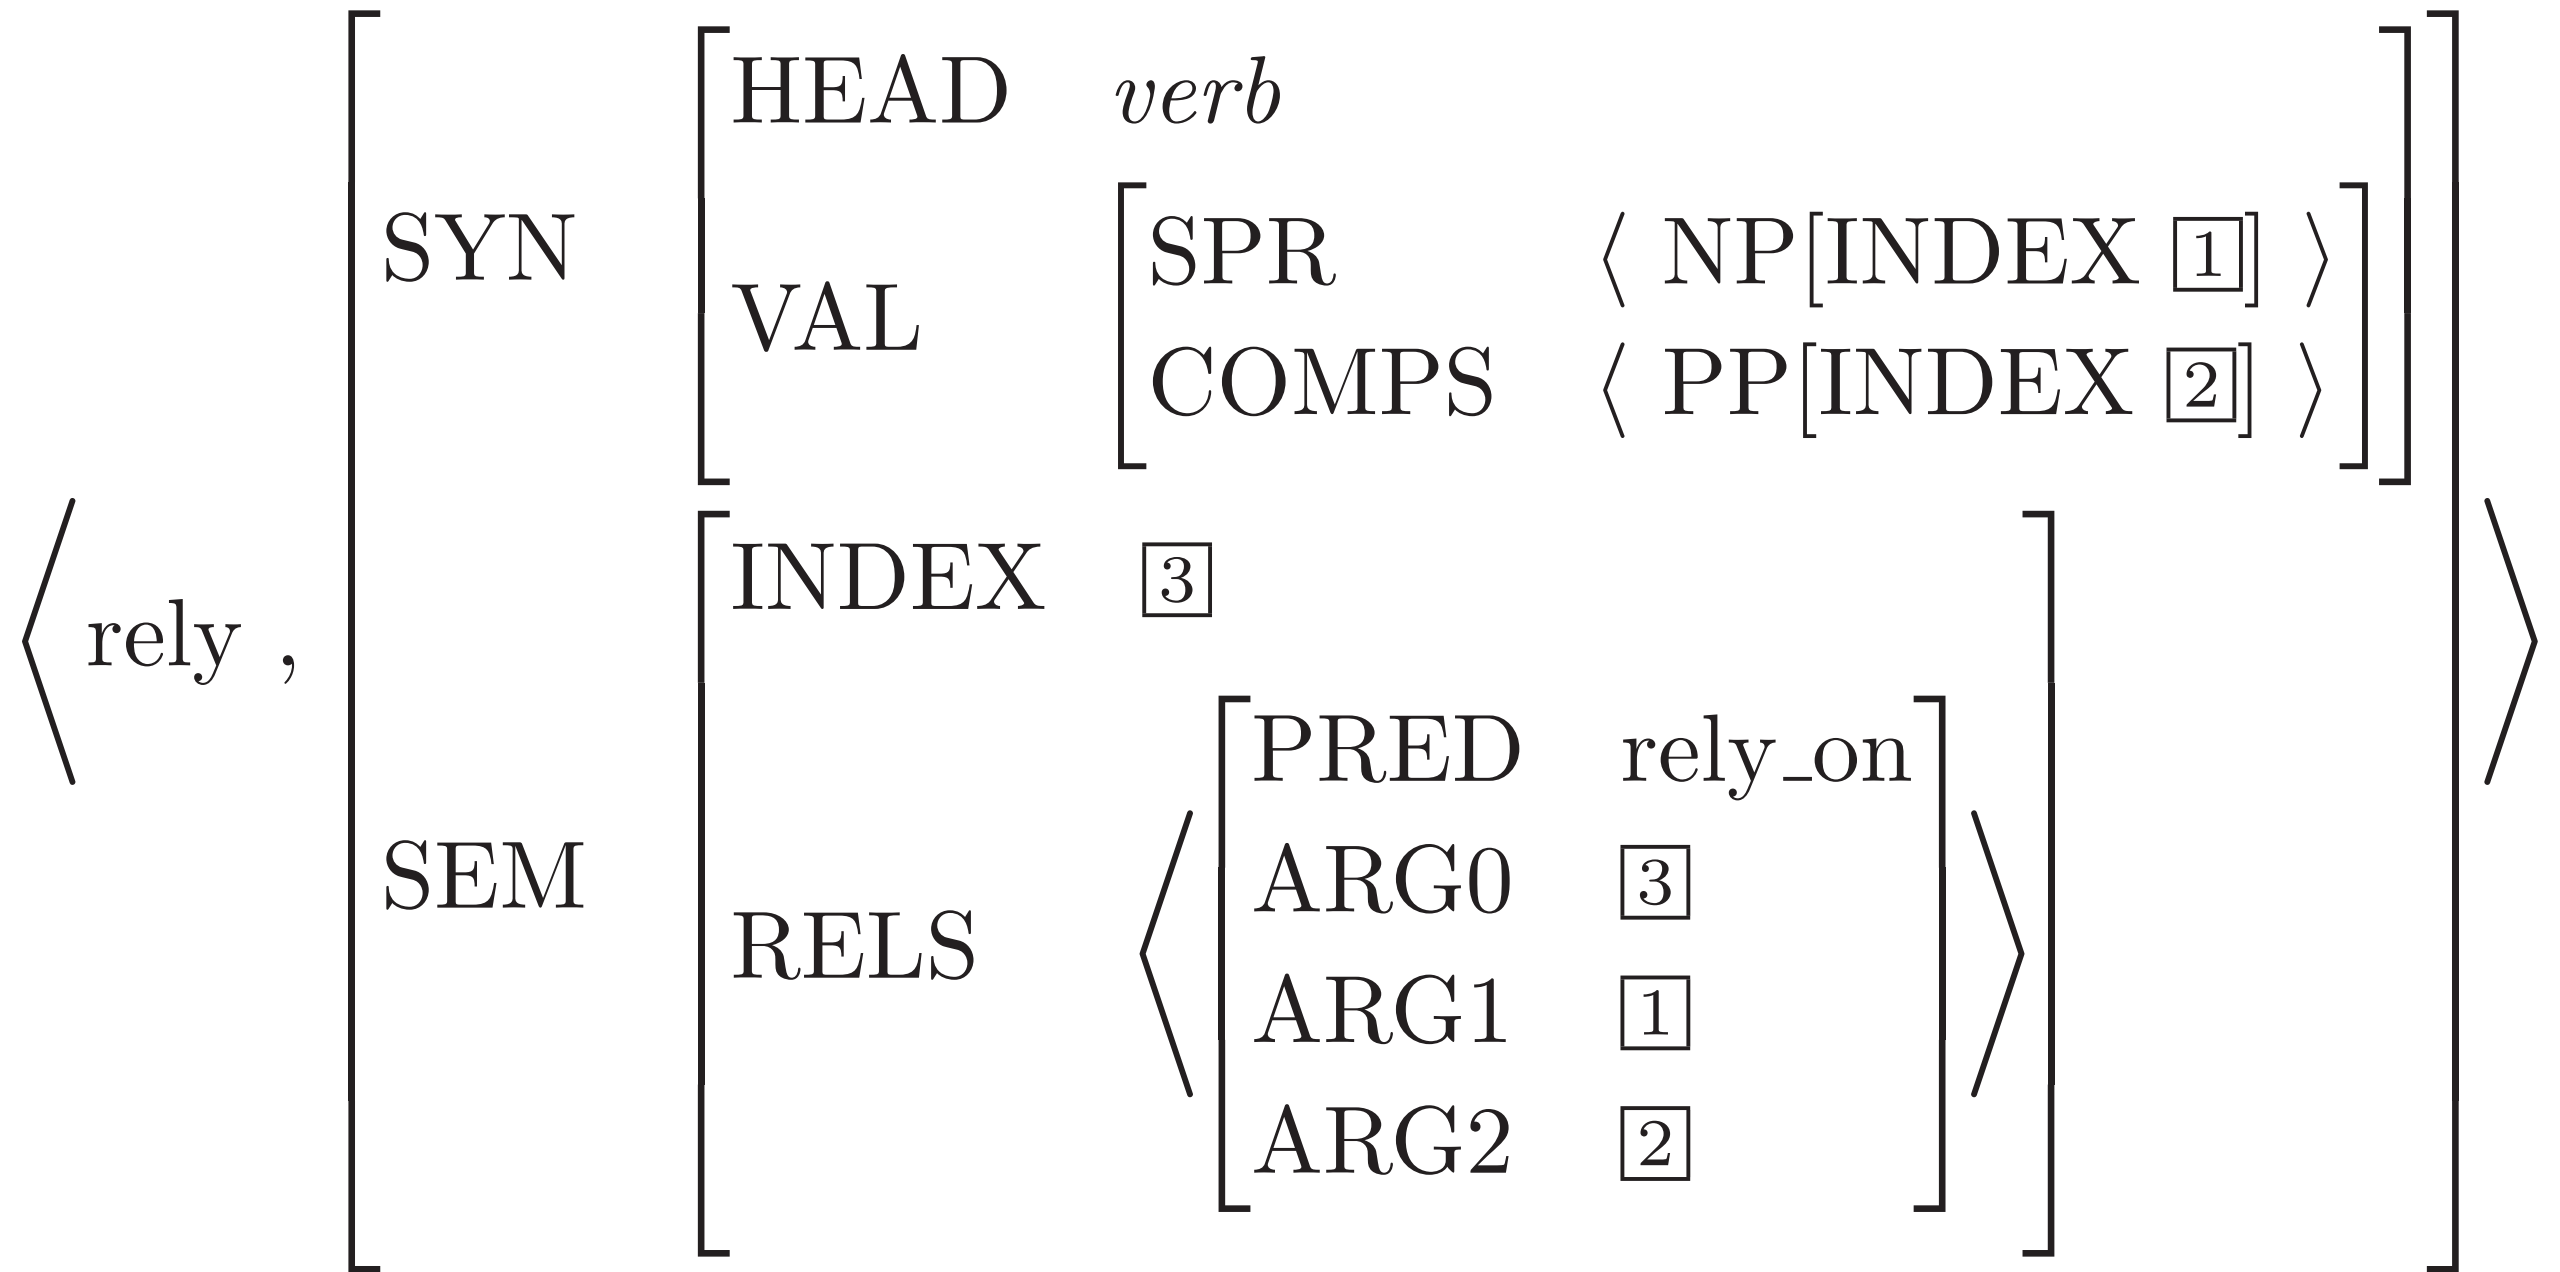 HEAD verb
SYN
SPR ⟨ NP[INDEX 1] ⟩
VAL
COMPS ⟨ PP[INDEX 2] ⟩
INDEX 3
⟨ rely ,
PRED rely_on
ARG0 3
SEM
RELS
ARG1 1
ARG2 2